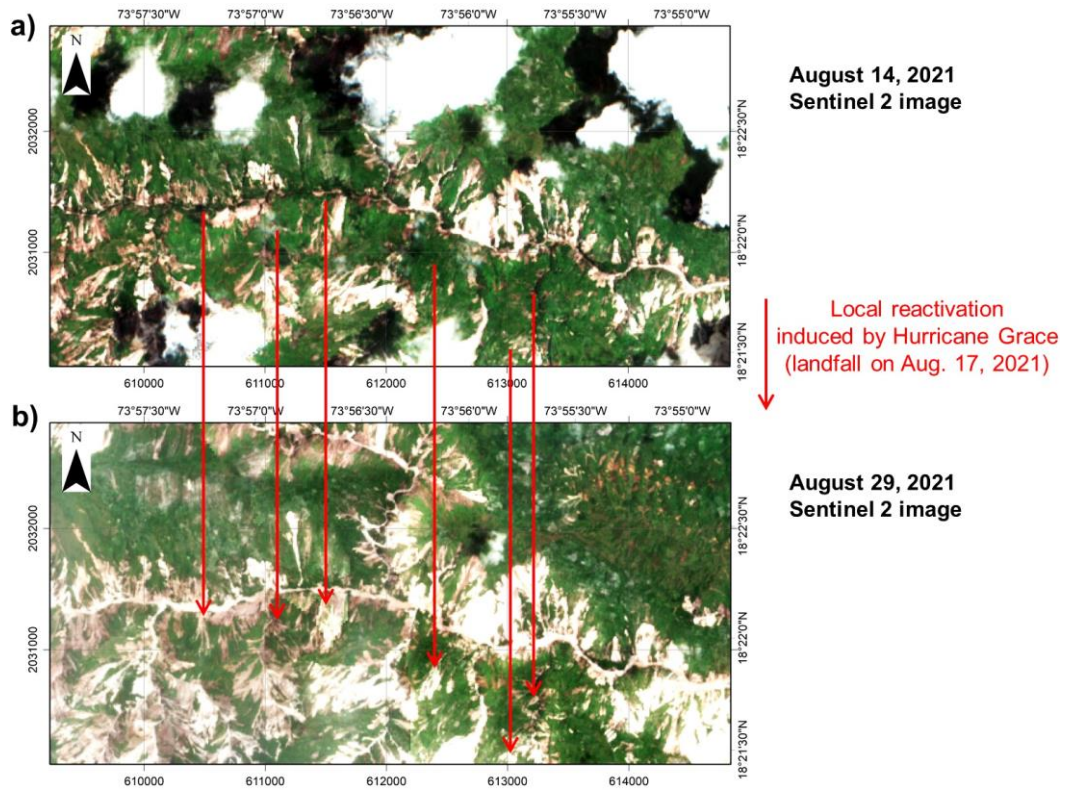 a)
73°57'30"W 73°57'0"W 73°56'30"W 73°56'0"W 73°55'30"W 73°55'0"W
N
2032000
2031000
18°22'30"N
18°22'0"N
18°21'30"N
610000 611000 612000 613000 614000
August 14, 2021
Sentinel 2 image
Local reactivation
induced by Hurricane Grace
(landfall on Aug. 17, 2021)
b)
73°57'30"W 73°57'0"W 73°56'30"W 73°56'0"W 73°55'30"W 73°55'0"W
N
2032000
2031000
18°22'30"N
18°22'0"N
18°21'30"N
610000 611000 612000 613000 614000
August 29, 2021
Sentinel 2 image